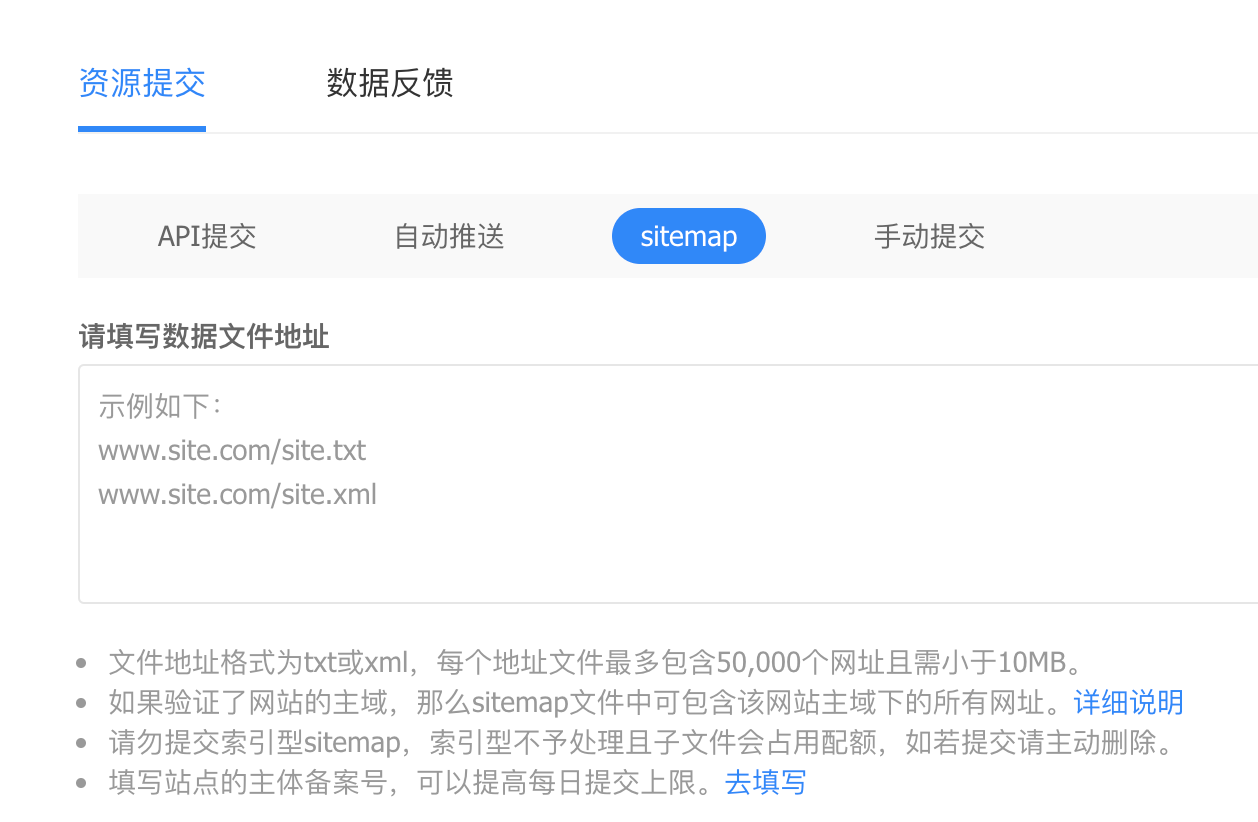 资源提交
数据反馈
API提交
自动推送
sitemap
手动提交
请填写数据文件地址
示例如下：
www.site.com/site.txt
www.site.com/site.xml
文件地址格式为txt或xml，每个地址文件最多包含50,000个网址且需小于10MB。
如果验证了网站的主域，那么sitemap文件中可包含该网站主域下的所有网址。详细说明
请勿提交索引型sitemap，索引型不予处理且子文件会占用配额，如若提交请主动删除。
填写站点的主体备案号，可以提高每日提交上限。去填写